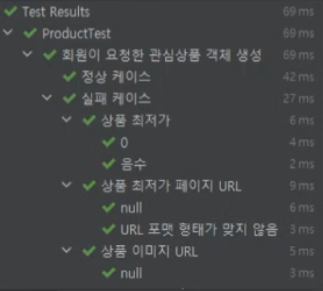 Test Results 69 ms
ProductTest 69 ms
회원이 요청한 관심상품 객체 생성 69 ms
정상 케이스 42 ms
실패 케이스 27 ms
상품 최저가 6 ms
0 4 ms
음수 2 ms
상품 최저가 페이지 URL 9 ms
null 6 ms
URL 포맷 형태가 맞지 않음 3 ms
상품 이미지 URL 5 ms
null 3 ms